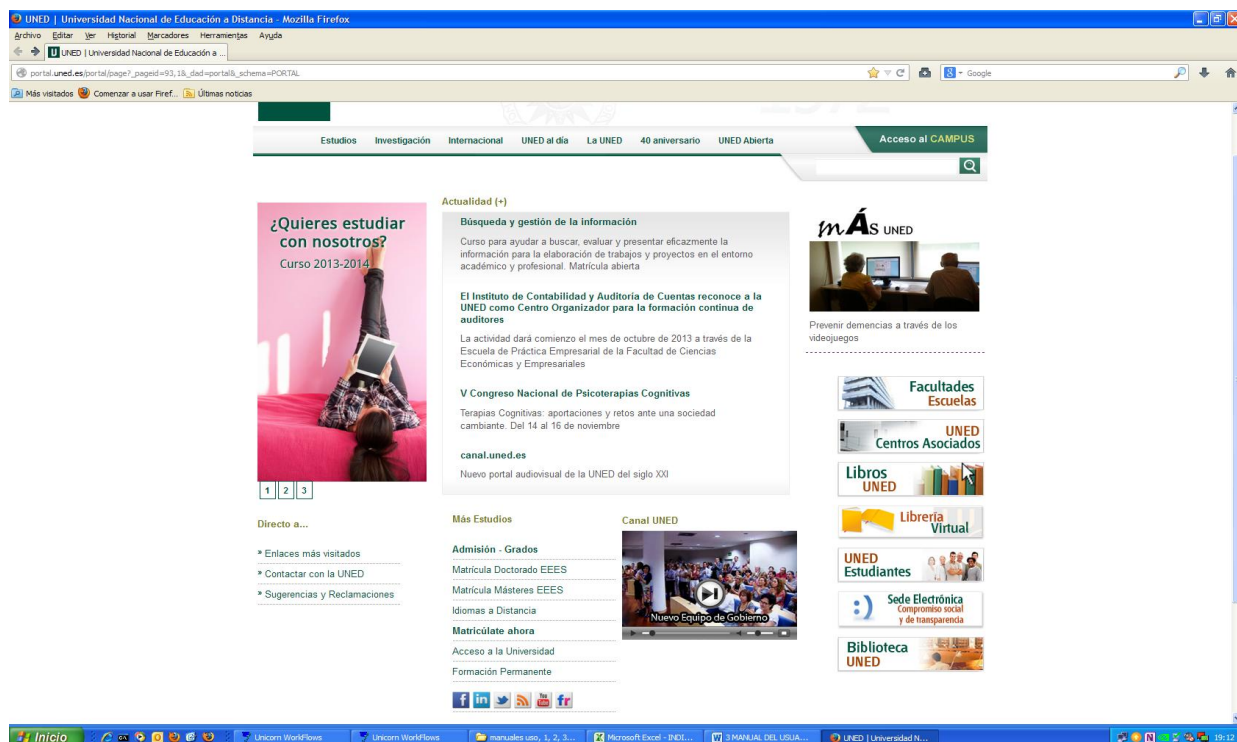 UNED | Universidad Nacional de Educación a Distancia - Mozilla Firefox
Archivo Editar Ver Historial Marcadores Herramientas Ayuda
UNED | Universidad Nacional de Educación a ...
portal.uned.es/portal/page?_pageid=93,1&_dad=portal&_schema=PORTAL
Google
Más visitados Comenzar a usar Firef... Últimas noticias
Estudios Investigación Internacional UNED al día La UNED 40 aniversario UNED Abierta
Acceso al CAMPUS
¿Quieres estudiar
con nosotros?
Curso 2013-2014
1 2 3
Actualidad (+)
Búsqueda y gestión de la información
Curso para ayudar a buscar, evaluar y presentar eficazmente la
información para la elaboración de trabajos y proyectos en el entorno
académico y profesional. Matrícula abierta
El Instituto de Contabilidad y Auditoría de Cuentas reconoce a la
UNED como Centro Organizador para la formación continua de
auditores
La actividad dará comienzo el mes de octubre de 2013 a través de la
Escuela de Práctica Empresarial de la Facultad de Ciencias
Económicas y Empresariales
V Congreso Nacional de Psicoterapias Cognitivas
Terapias Cognitivas: aportaciones y retos ante una sociedad
cambiante. Del 14 al 16 de noviembre
canal.uned.es
Nuevo portal audiovisual de la UNED del siglo XXI
mÁs UNED
Prevenir demencias a través de los
videojuegos
Facultades
Escuelas
UNED
Centros Asociados
Libros
UNED
Librería
Virtual
UNED
Estudiantes
Sede Electrónica
Compromiso social
y de transparencia
Biblioteca
UNED
Directo a...
» Enlaces más visitados
» Contactar con la UNED
» Sugerencias y Reclamaciones
Más Estudios
Admisión - Grados
Matrícula Doctorado EEES
Matrícula Másteres EEES
Idiomas a Distancia
Matricúlate ahora
Acceso a la Universidad
Formación Permanente
Canal UNED
Nuevo Equipo de Gobierno
Inicio
Unicorn WorkFlows
Unicorn WorkFlows
manuales uso, 1, 2, 3...
Microsoft Excel - INDI...
3 MANUAL DEL USUA...
UNED | Universidad N...
19:12